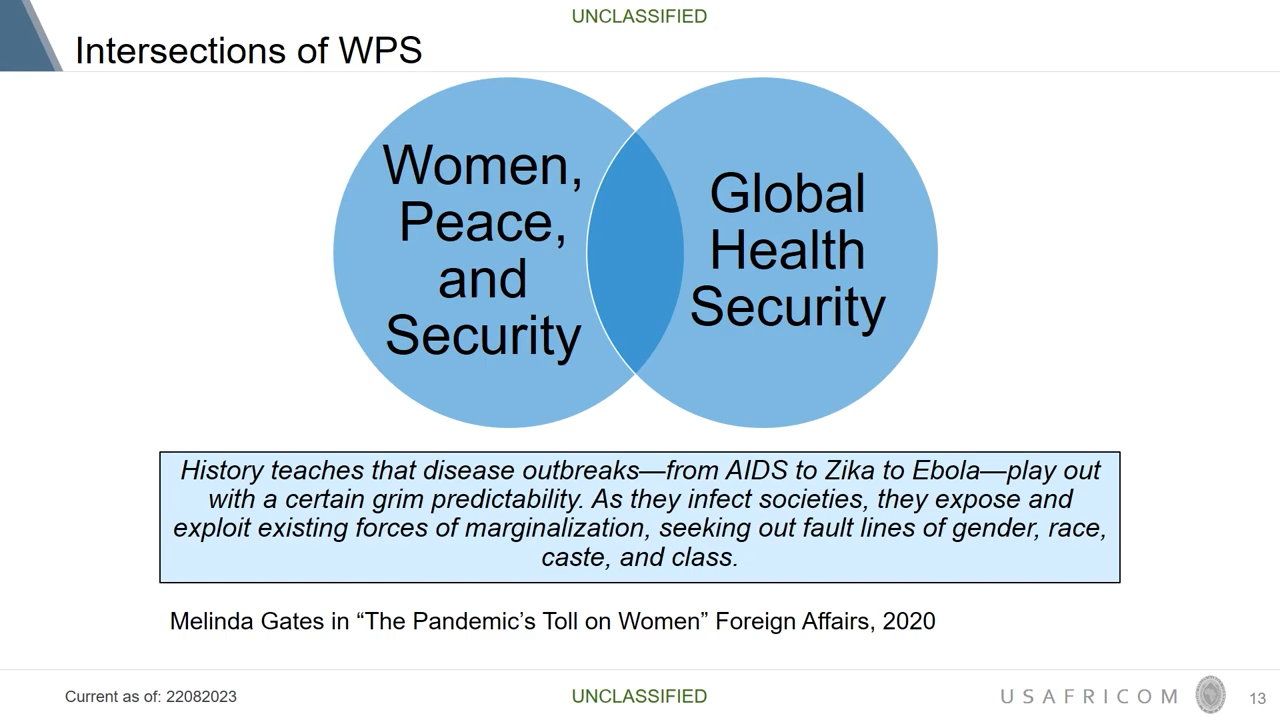 UNCLASSIFIED
Intersections of WPS
Women,
Peace,
and
Security
Global
Health
Security
History teaches that disease outbreaks—from AIDS to Zika to Ebola—play out
with a certain grim predictability. As they infect societies, they expose and
exploit existing forces of marginalization, seeking out fault lines of gender, race,
caste, and class.
Melinda Gates in “The Pandemic’s Toll on Women” Foreign Affairs, 2020
Current as of: 22082023
UNCLASSIFIED
USAFRICOM
13